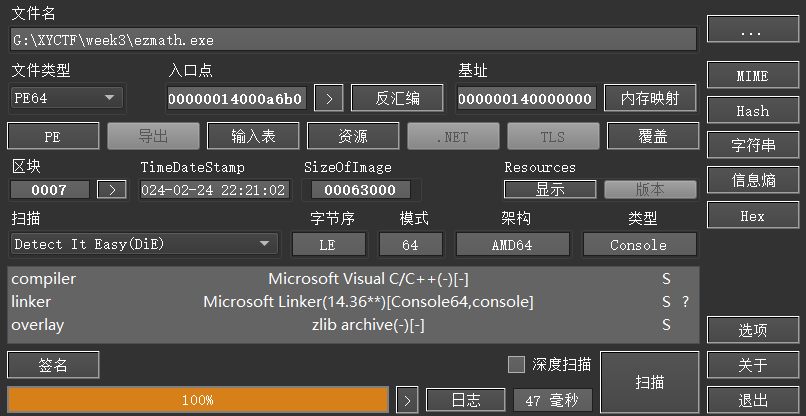 文件名
G:\XYCTF\week3\ezmath.exe
...
文件类型 入口点 基址
PE64 00000014000a6b0 > 反汇编 000000140000000 内存映射 MIME
PE 导出 输入表 资源 .NET TLS 覆盖 Hash
区块 TimeDateStamp SizeOfImage Resources 字符串
0007 > 024-02-24 22:21:02 00063000 显示 版本 信息熵
扫描 字节序 模式 架构 类型 Hex
Detect It Easy(DiE) LE 64 AMD64 Console
compiler Microsoft Visual C/C++(-)[-] S
linker Microsoft Linker(14.36**)[Console64,console] S ?
overlay zlib archive(-)[-] S
选项
签名 深度扫描 扫描 关于
100% > 日志 47 毫秒 退出